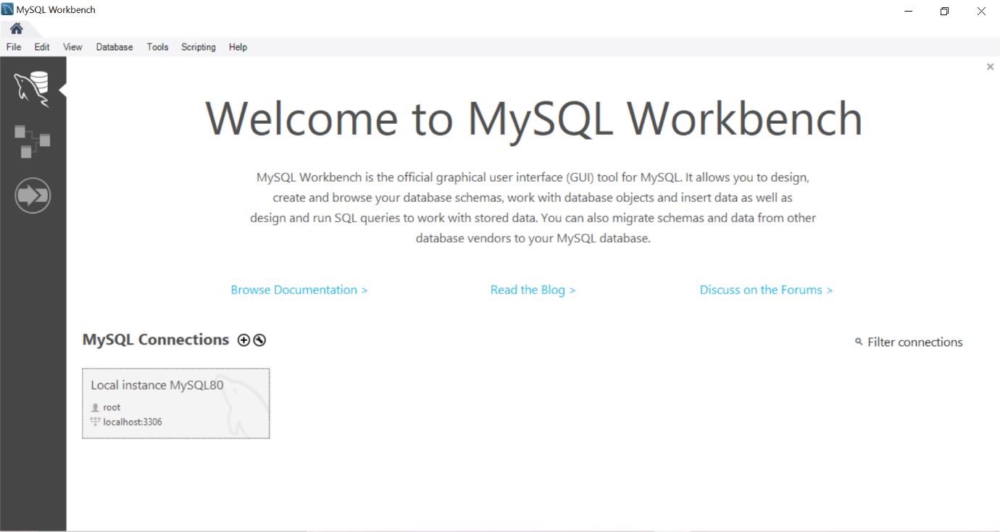 MySQL Workbench
File Edit View Database Tools Scripting Help
Welcome to MySQL Workbench
MySQL Workbench is the official graphical user interface (GUI) tool for MySQL. It allows you to design,
create and browse your database schemas, work with database objects and insert data as well as
design and run SQL queries to work with stored data. You can also migrate schemas and data from other
database vendors to your MySQL database.
Browse Documentation > Read the Blog > Discuss on the Forums >
MySQL Connections Filter connections
Local instance MySQL80
root
localhost:3306